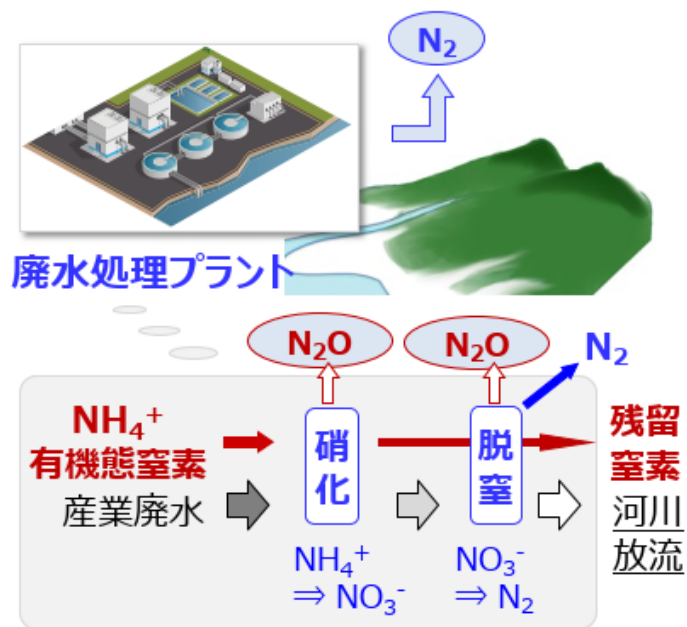 N₂
廃水処理プラント
N₂O
N₂O
N₂
NH₄⁺
有機態窒素
産業廃水
硝化
脱窒
残留
窒素
河川
放流
NH₄⁺
⇒ NO₃⁻
NO₃⁻
⇒ N₂